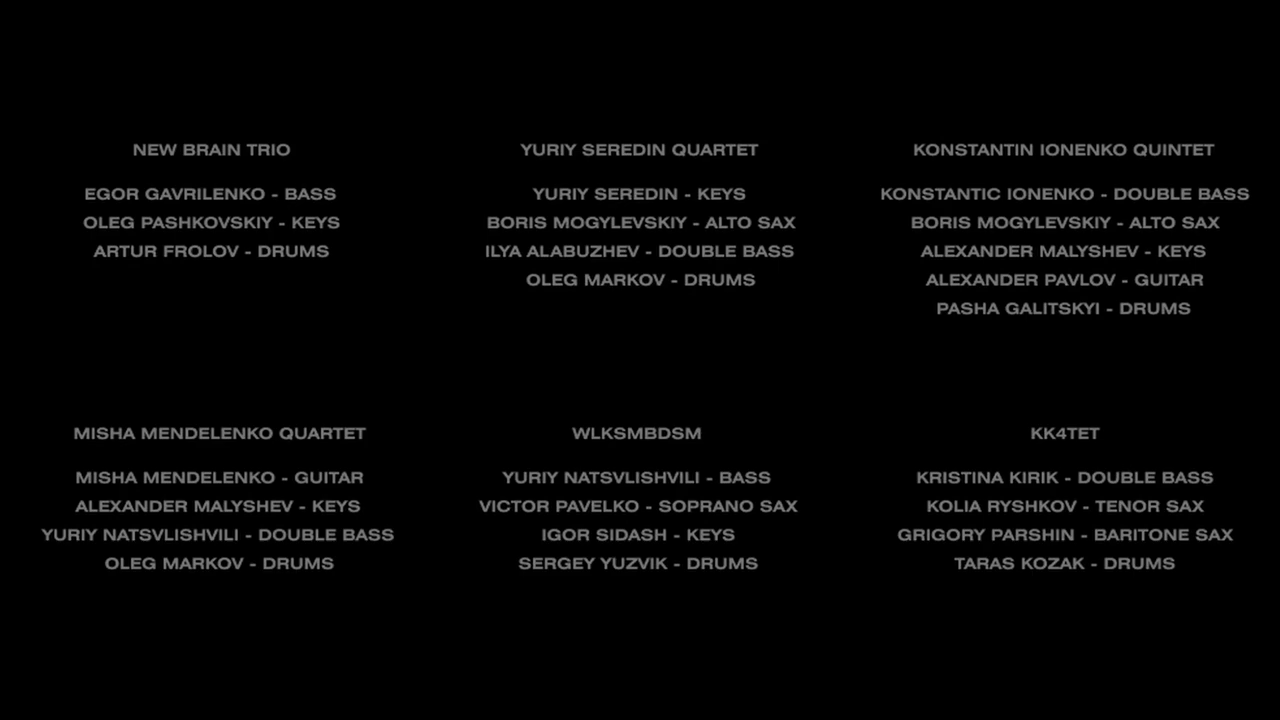 NEW BRAIN TRIO
EGOR GAVRILENKO - BASS
OLEG PASHKOVSKIY - KEYS
ARTUR FROLOV - DRUMS
YURIY SEREDIN QUARTET
YURIY SEREDIN - KEYS
BORIS MOGYLEVSKIY - ALTO SAX
ILYA ALABUZHEV - DOUBLE BASS
OLEG MARKOV - DRUMS
KONSTANTIN IONENKO QUINTET
KONSTANTIC IONENKO - DOUBLE BASS
BORIS MOGYLEVSKIY - ALTO SAX
ALEXANDER MALYSHEV - KEYS
ALEXANDER PAVLOV - GUITAR
PASHA GALITSKYI - DRUMS
MISHA MENDELENKO QUARTET
MISHA MENDELENKO - GUITAR
ALEXANDER MALYSHEV - KEYS
YURIY NATSVLISHVILI - DOUBLE BASS
OLEG MARKOV - DRUMS
WLKSMBDSM
YURIY NATSVLISHVILI - BASS
VICTOR PAVELKO - SOPRANO SAX
IGOR SIDASH - KEYS
SERGEY YUZVIK - DRUMS
KK4TET
KRISTINA KIRIK - DOUBLE BASS
KOLIA RYSHKOV - TENOR SAX
GRIGORY PARSHIN - BARITONE SAX
TARAS KOZAK - DRUMS